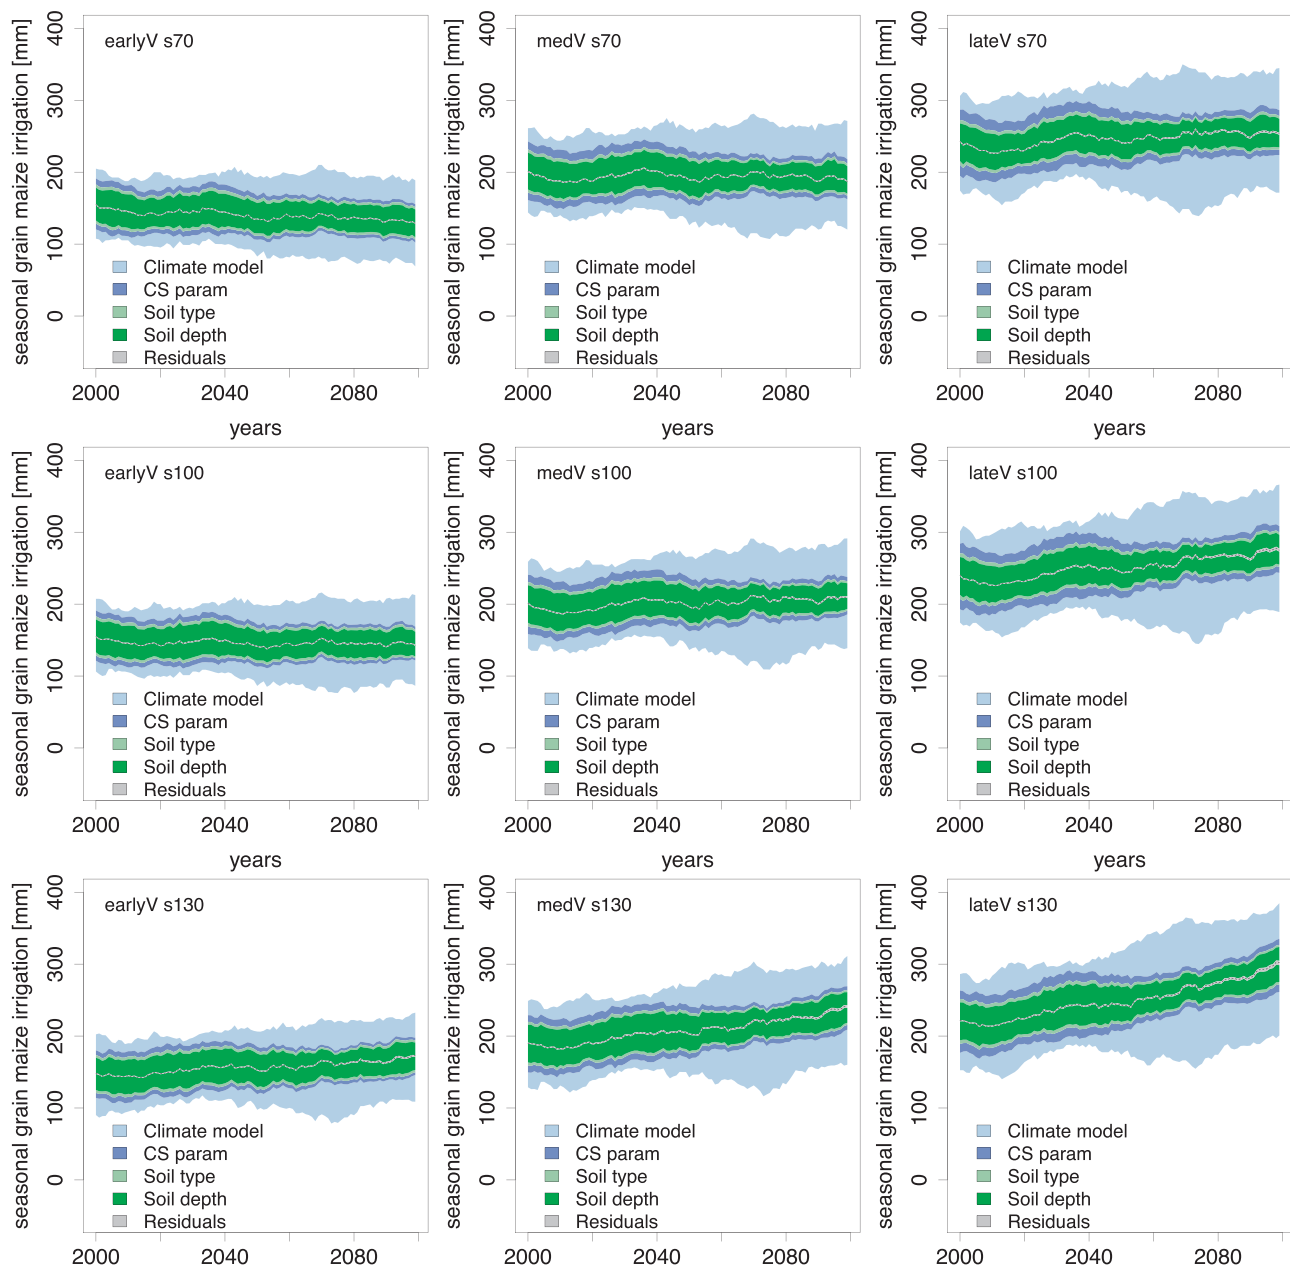 seasonal grain maize irrigation [mm]
400
300
200
100
0
earlyV s70
Climate model
CS param
Soil type
Soil depth
Residuals
2000
2040
2080
seasonal grain maize irrigation [mm]
400
300
200
100
0
medV s70
Climate model
CS param
Soil type
Soil depth
Residuals
2000
2040
2080
seasonal grain maize irrigation [mm]
400
300
200
100
0
lateV s70
Climate model
CS param
Soil type
Soil depth
Residuals
2000
2040
2080
years
years
years
seasonal grain maize irrigation [mm]
400
300
200
100
0
earlyV s100
Climate model
CS param
Soil type
Soil depth
Residuals
2000
2040
2080
seasonal grain maize irrigation [mm]
400
300
200
100
0
medV s100
Climate model
CS param
Soil type
Soil depth
Residuals
2000
2040
2080
seasonal grain maize irrigation [mm]
400
300
200
100
0
lateV s100
Climate model
CS param
Soil type
Soil depth
Residuals
2000
2040
2080
years
years
years
seasonal grain maize irrigation [mm]
400
300
200
100
0
earlyV s130
Climate model
CS param
Soil type
Soil depth
Residuals
2000
2040
2080
seasonal grain maize irrigation [mm]
400
300
200
100
0
medV s130
Climate model
CS param
Soil type
Soil depth
Residuals
2000
2040
2080
seasonal grain maize irrigation [mm]
400
300
200
100
0
lateV s130
Climate model
CS param
Soil type
Soil depth
Residuals
2000
2040
2080